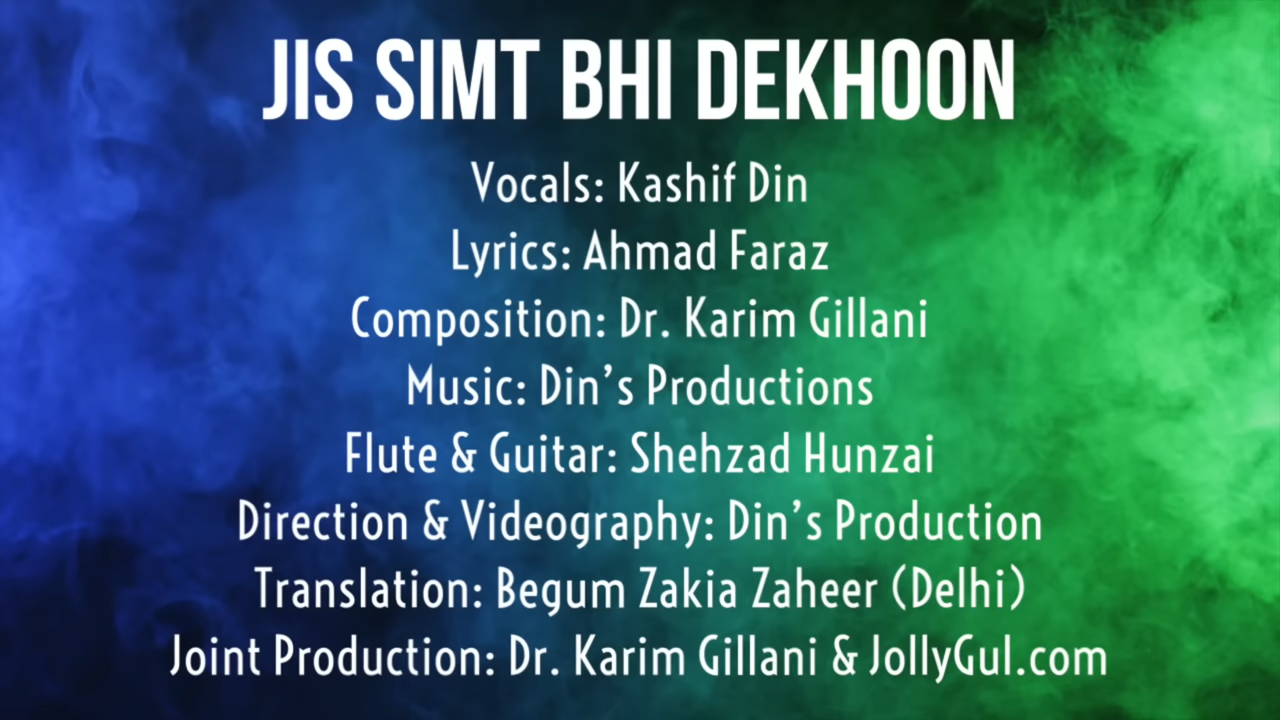 JIS SIMT BHI DEKHOON
Vocals: Kashif Din
Lyrics: Ahmad Faraz
Composition: Dr. Karim Gillani
Music: Din’s Productions
Flute & Guitar: Shehzad Hunzai
Direction & Videography: Din’s Production
Translation: Begum Zakia Zaheer (Delhi)
Joint Production: Dr. Karim Gillani & JollyGul.com